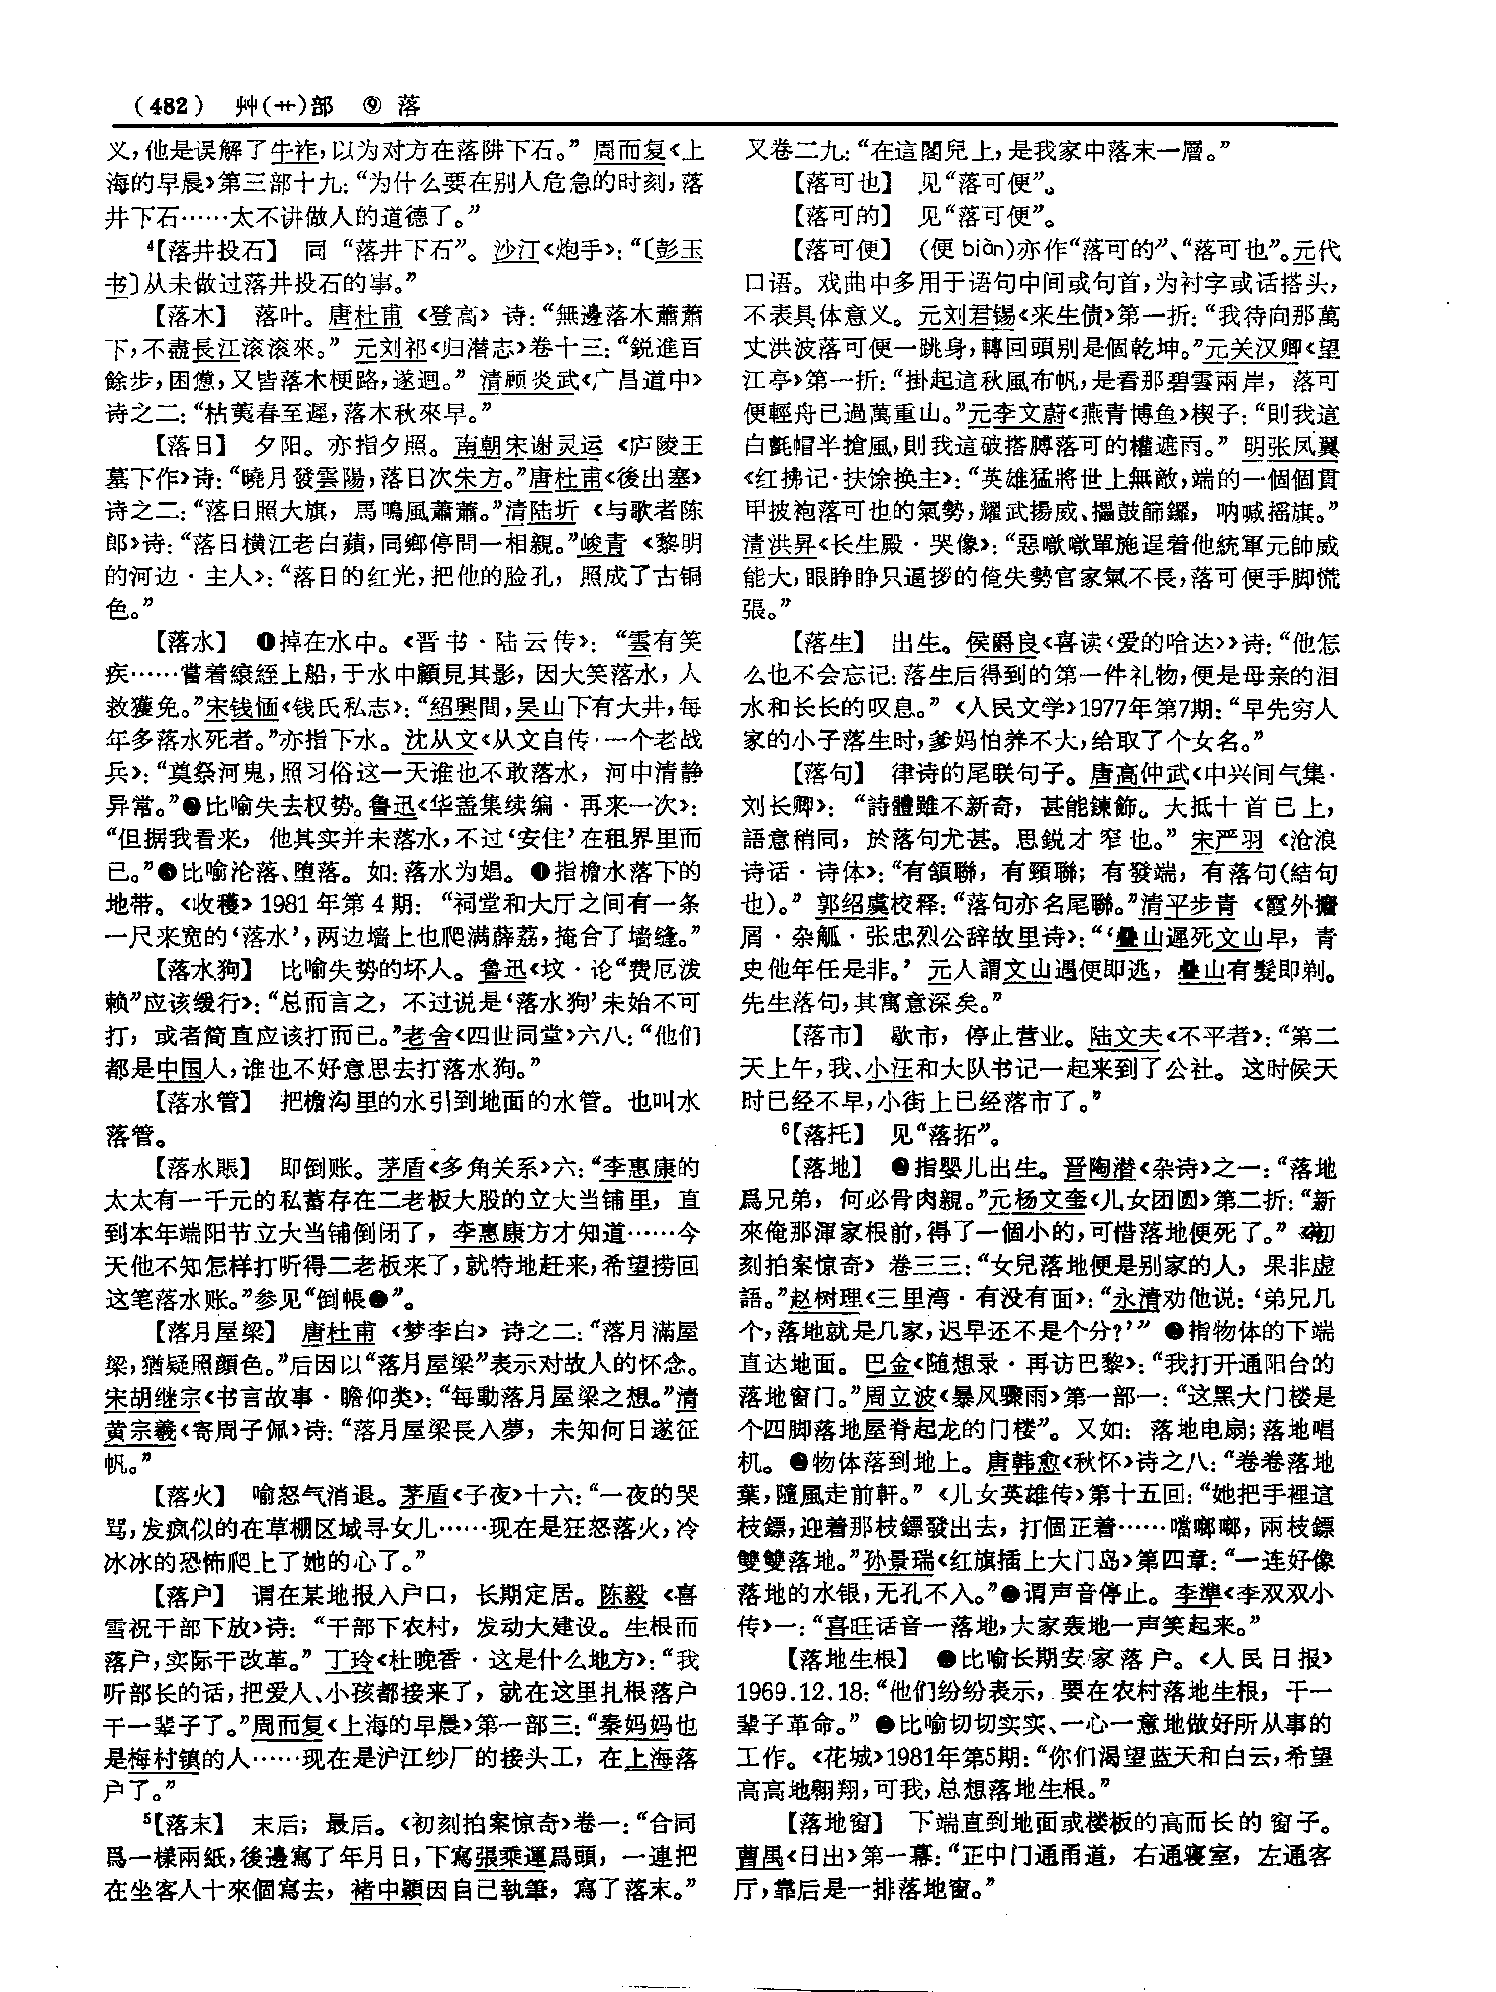 (482) 艸(艹)部 ⑨ 落
义，他是误解了牛祚，以为对方在落阱下石。”周而复《上
海的早晨》第三部十九：“为什么要在别人危急的时刻，落
井下石……太不讲做人的道德了。”
⁴【落井投石】 同“落井下石”。沙汀《炮手》：“〔彭玉
书〕从未做过落井投石的事。”
【落木】 落叶。唐杜甫《登高》诗：“無邊落木蕭蕭
下，不盡長江滚滚來。”元刘祁《归潜志》卷十三：“鋭進百
餘步，困憊，又皆落木梗路，遂迴。”清顾炎武《广昌道中》
诗之二：“枯荑春至遲，落木秋來早。”
【落日】 夕阳。亦指夕照。南朝宋谢灵运《庐陵王
墓下作》诗：“曉月發雲陽，落日次朱方。”唐杜甫《後出塞》
诗之二：“落日照大旗，馬鳴風蕭蕭。”清陆圻《与歌者陈
郎》诗：“落日横江老白蘋，同鄉停問一相親。”峻青《黎明
的河边·主人》：“落日的红光，把他的脸孔，照成了古铜
色。”
【落水】 ❶掉在水中。《晋书·陆云传》：“雲有笑
疾……嘗着縗絰上船，于水中顧見其影，因大笑落水，人
救獲免。”宋钱愐《钱氏私志》：“紹興間，吴山下有大井，每
年多落水死者。”亦指下水。沈从文《从文自传·一个老战
兵》：“奠祭河鬼，照习俗这一天谁也不敢落水，河中清静
异常。”❷比喻失去权势。鲁迅《华盖集续编·再来一次》：
“但据我看来，他其实并未落水，不过‘安住’在租界里而
已。”❸比喻沦落、堕落。如：落水为娼。❹指檐水落下的
地带。《收穫》1981年第4期：“祠堂和大厅之间有一条
一尺来宽的‘落水’，两边墙上也爬满薜荔，掩合了墙缝。”
【落水狗】 比喻失势的坏人。鲁迅《坟·论“费厄泼
赖”应该缓行》：“总而言之，不过说是‘落水狗’未始不可
打，或者简直应该打而已。”老舍《四世同堂》六八：“他们
都是中国人，谁也不好意思去打落水狗。”
【落水管】 把檐沟里的水引到地面的水管。也叫水
落管。
【落水賬】 即倒账。茅盾《多角关系》六：“李惠康的
太太有一千元的私蓄存在二老板大股的立大当铺里，直
到本年端阳节立大当铺倒闭了，李惠康方才知道……今
天他不知怎样打听得二老板来了，就特地赶来，希望捞回
这笔落水账。”参见“倒帳●”。
【落月屋梁】 唐杜甫《梦李白》诗之二：“落月滿屋
梁，猶疑照顔色。”后因以“落月屋梁”表示对故人的怀念。
宋胡继宗《书言故事·瞻仰类》：“每動落月屋梁之想。”清
黄宗羲《寄周子佩》诗：“落月屋梁長入夢，未知何日遂征
帆。”
【落火】 喻怒气消退。茅盾《子夜》十六：“一夜的哭
骂，发疯似的在草棚区域寻女儿……现在是狂怒落火，冷
冰冰的恐怖爬上了她的心了。”
【落户】 谓在某地报入户口，长期定居。陈毅《喜
雪祝干部下放》诗：“干部下农村，发动大建设。生根而
落户，实际干改革。”丁玲《杜晚香·这是什么地方》：“我
听部长的话，把爱人、小孩都接来了，就在这里扎根落户
干一辈子了。”周而复《上海的早晨》第一部三：“秦妈妈也
是梅村镇的人……现在是沪江纱厂的接头工，在上海落
户了。”
⁵【落末】 末后；最后。《初刻拍案惊奇》卷一：“合同
爲一樣兩紙，後邊寫了年月日，下寫張乘運爲頭，一連把
在坐客人十來個寫去，褚中穎因自己執筆，寫了落末。”
又卷二九：“在這閣兒上，是我家中落末一層。”
【落可也】 见“落可便”。
【落可的】 见“落可便”。
【落可便】 (便biàn)亦作“落可的”、“落可也”。元代
口语。戏曲中多用于语句中间或句首，为衬字或话搭头，
不表具体意义。元刘君锡《来生债》第一折：“我待向那萬
丈洪波落可便一跳身，轉回頭别是個乾坤。”元关汉卿《望
江亭》第一折：“掛起這秋風布帆，是看那碧雲兩岸，落可
便輕舟已過萬重山。”元李文蔚《燕青博鱼》楔子：“則我這
白氈帽半搶風，則我這破搭膊落可的權遮雨。”明张凤翼
《红拂记·扶馀换主》：“英雄猛將世上無敵，端的一個個貫
甲披袍落可也的氣勢，耀武揚威、擂鼓篩鑼，呐喊摇旗。”
清洪昇《长生殿·哭像》：“惡噷噷單施逞着他統軍元帥威
能大，眼睁睁只逼拶的俺失勢官家氣不長，落可便手脚慌
張。”
【落生】 出生。侯爵良《喜读〈爱的哈达〉》诗：“他怎
么也不会忘记：落生后得到的第一件礼物，便是母亲的泪
水和长长的叹息。”《人民文学》1977年第7期：“早先穷人
家的小子落生时，爹妈怕养不大，给取了个女名。”
【落句】 律诗的尾联句子。唐高仲武《中兴间气集·
刘长卿》：“詩體雖不新奇，甚能鍊飾。大抵十首已上，
語意稍同，於落句尤甚。思鋭才窄也。”宋严羽《沧浪
诗话·诗体》：“有頷聯，有頸聯；有發端，有落句(結句
也)。”郭绍虞校释：“落句亦名尾聯。”清平步青《霞外攟
屑·杂觚·张忠烈公辞故里诗》：“‘疊山遲死文山早，青
史他年任是非。’元人謂文山遇便即逃，疊山有髮即剃。
先生落句，其寓意深矣。”
【落市】 歇市，停止营业。陆文夫《不平者》：“第二
天上午，我、小汪和大队书记一起来到了公社。这时候天
时已经不早，小街上已经落市了。”
⁶【落托】 见“落拓”。
【落地】 ❶指婴儿出生。晋陶潜《杂诗》之一：“落地
爲兄弟，何必骨肉親。”元杨文奎《儿女团圆》第二折：“新
來俺那渾家根前，得了一個小的，可惜落地便死了。”《初
刻拍案惊奇》卷三三：“女兒落地便是别家的人，果非虚
語。”赵树理《三里湾·有没有面》：“永清劝他说：‘弟兄几
个，落地就是几家，迟早还不是个分？’”❷指物体的下端
直达地面。巴金《随想录·再访巴黎》：“我打开通阳台的
落地窗门。”周立波《暴风骤雨》第一部一：“这黑大门楼是
个四脚落地屋脊起龙的门楼”。又如：落地电扇；落地唱
机。❸物体落到地上。唐韩愈《秋怀》诗之八：“卷卷落地
葉，隨風走前軒。”《儿女英雄传》第十五回：“她把手裡這
枝鏢，迎着那枝鏢發出去，打個正着……噹啷啷，兩枝鏢
雙雙落地。”孙景瑞《红旗插上大门岛》第四章：“一连好像
落地的水银，无孔不入。”❹谓声音停止。李準《李双双小
传》一：“喜旺话音一落地，大家轰地一声笑起来。”
【落地生根】 ❶比喻长期安家落户。《人民日报》
1969.12.18：“他们纷纷表示，要在农村落地生根，干一
辈子革命。”❷比喻切切实实、一心一意地做好所从事的
工作。《花城》1981年第5期：“你们渴望蓝天和白云，希望
高高地翱翔，可我，总想落地生根。”
【落地窗】 下端直到地面或楼板的高而长的窗子。
曹禺《日出》第一幕：“正中门通甬道，右通寝室，左通客
厅，靠后是一排落地窗。”